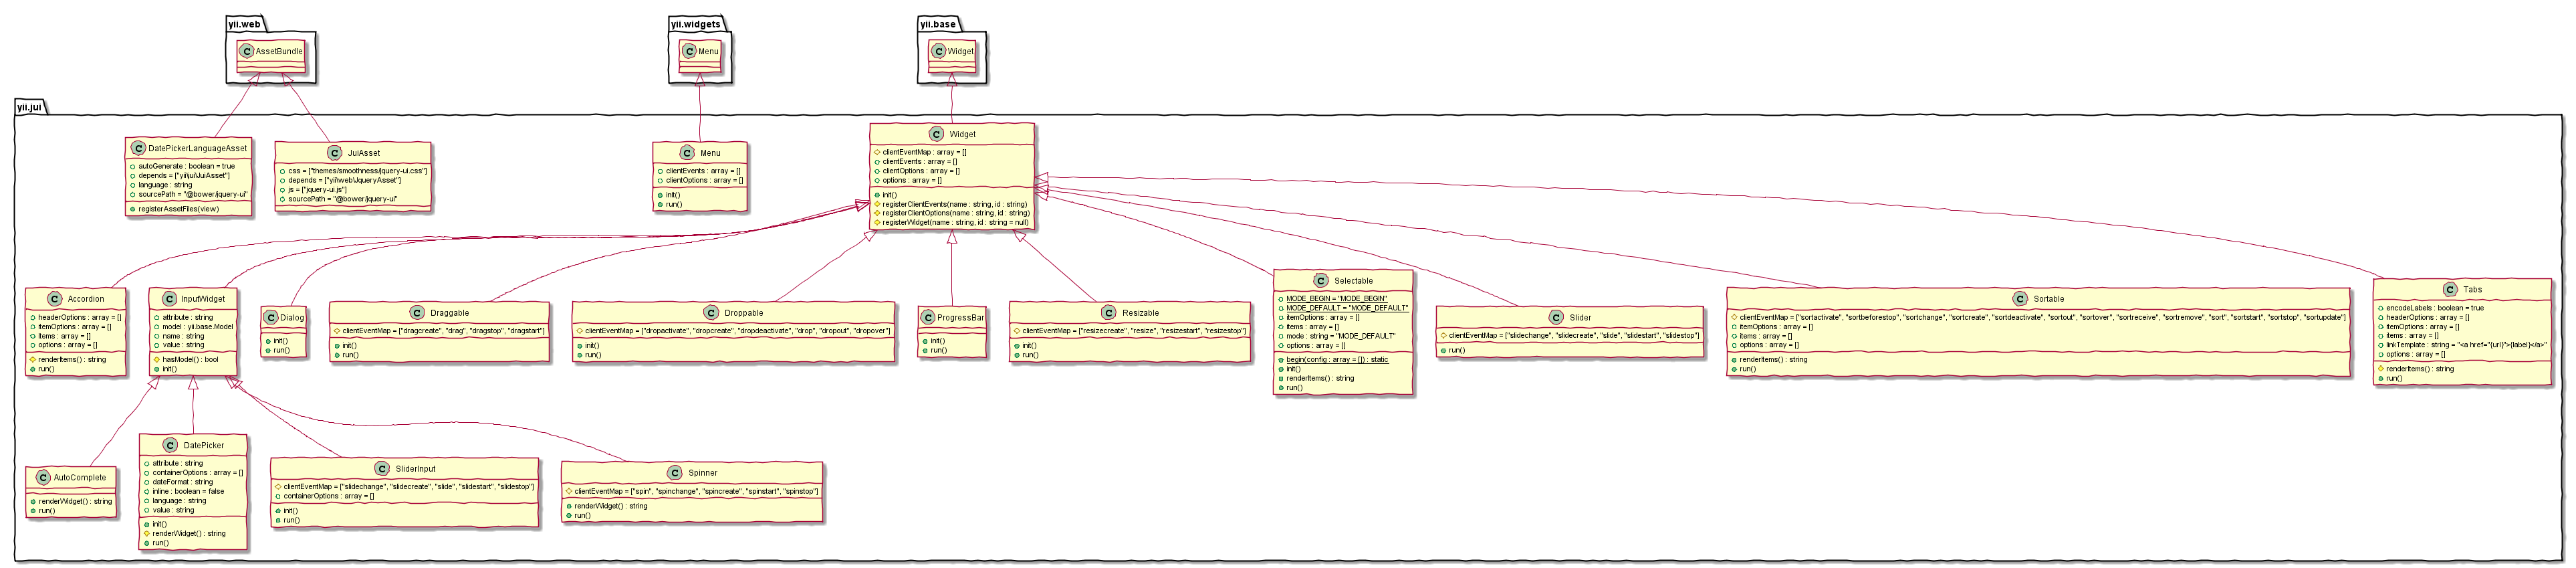 yii.web
C AssetBundle
yii.widgets
C Menu
yii.base
C Widget
yii.jui
C DatePickerLanguageAsset
autoGenerate : boolean = true
depends = ["yii\jui\JuiAsset"]
language : string
sourcePath = "@bower/jquery-ui"
registerAssetFiles(view)
C JuiAsset
css = ["themes/smoothness/jquery-ui.css"]
depends = ["yii\web\JqueryAsset"]
js = ["jquery-ui.js"]
sourcePath = "@bower/jquery-ui"
C Menu
clientEvents : array = []
clientOptions : array = []
init()
run()
C Widget
clientEventMap : array = []
clientEvents : array = []
clientOptions : array = []
options : array = []
init()
registerClientEvents(name : string, id : string)
registerClientOptions(name : string, id : string)
registerWidget(name : string, id : string = null)
C Accordion
headerOptions : array = []
itemOptions : array = []
items : array = []
options : array = []
renderItems() : string
run()
C InputWidget
attribute : string
model : yii.base.Model
name : string
value : string
hasModel() : bool
init()
C Dialog
init()
run()
C Draggable
clientEventMap = ["dragcreate", "drag", "dragstop", "dragstart"]
init()
run()
C Droppable
clientEventMap = ["dropactivate", "dropcreate", "dropdeactivate", "drop", "dropout", "dropover"]
init()
run()
C ProgressBar
init()
run()
C Resizable
clientEventMap = ["resizecreate", "resize", "resizestart", "resizestop"]
init()
run()
C Selectable
MODE_BEGIN = "MODE_BEGIN"
MODE_DEFAULT = "MODE_DEFAULT"
itemOptions : array = []
items : array = []
mode : string = "MODE_DEFAULT"
options : array = []
begin(config : array = []) : static
init()
renderItems() : string
run()
C Slider
clientEventMap = ["slidechange", "slidecreate", "slide", "slidestart", "slidestop"]
run()
C Sortable
clientEventMap = ["sortactivate", "sortbeforestop", "sortchange", "sortcreate", "sortdeactivate", "sortout", "sortover", "sortreceive", "sortremove", "sort", "sortstart", "sortstop", "sortupdate"]
itemOptions : array = []
items : array = []
options : array = []
renderItems() : string
run()
C Tabs
encodeLabels : boolean = true
headerOptions : array = []
itemOptions : array = []
items : array = []
linkTemplate : string = "<a href="{url}">{label}</a>"
options : array = []
renderItems() : string
run()
C AutoComplete
renderWidget() : string
run()
C DatePicker
attribute : string
containerOptions : array = []
dateFormat : string
inline : boolean = false
language : string
value : string
init()
renderWidget() : string
run()
C SliderInput
clientEventMap = ["slidechange", "slidecreate", "slide", "slidestart", "slidestop"]
containerOptions : array = []
init()
run()
C Spinner
clientEventMap = ["spin", "spinchange", "spincreate", "spinstart", "spinstop"]
renderWidget() : string
run()